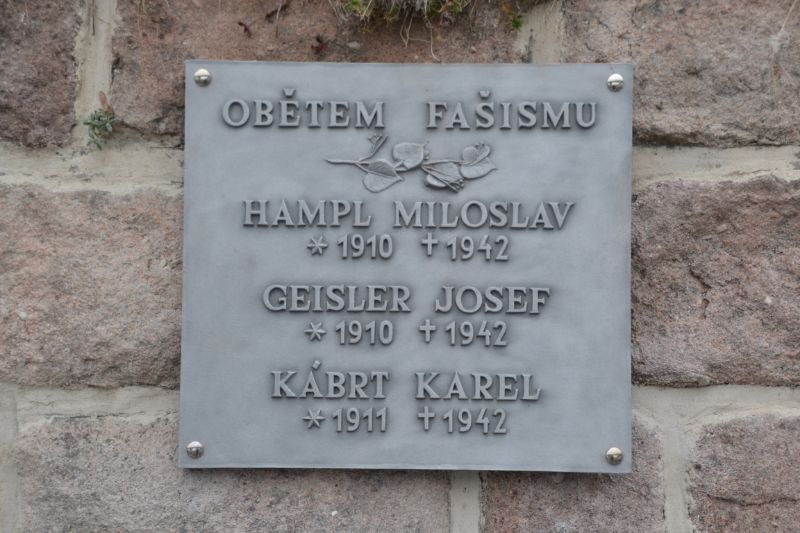 OBĚTEM FAŠISMU
HAMPL MILOSLAV
* 1910 † 1942
GEISLER JOSEF
* 1910 † 1942
KÁBRT KAREL
* 1911 † 1942